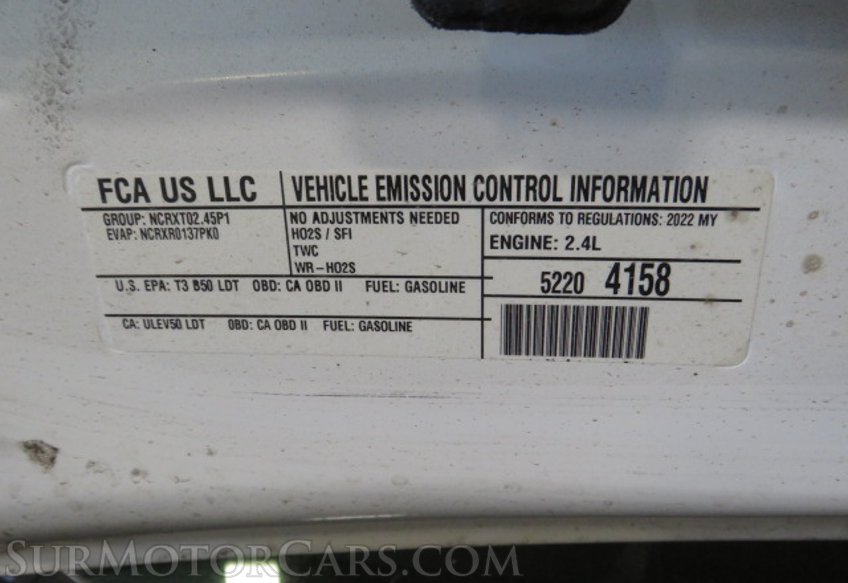 FCA US LLC
VEHICLE EMISSION CONTROL INFORMATION
GROUP: NCRXT02.45P1
EVAP: NCRXR0137PK0
NO ADJUSTMENTS NEEDED
HO2S / SFI
TWC
WR-HO2S
CONFORMS TO REGULATIONS: 2022 MY
ENGINE: 2.4L
U.S. EPA: T3 B50 LDT OBD: CA OBD II FUEL: GASOLINE
5220 4158
CA: ULEV50 LDT OBD: CA OBD II FUEL: GASOLINE
SurMotorCars.com